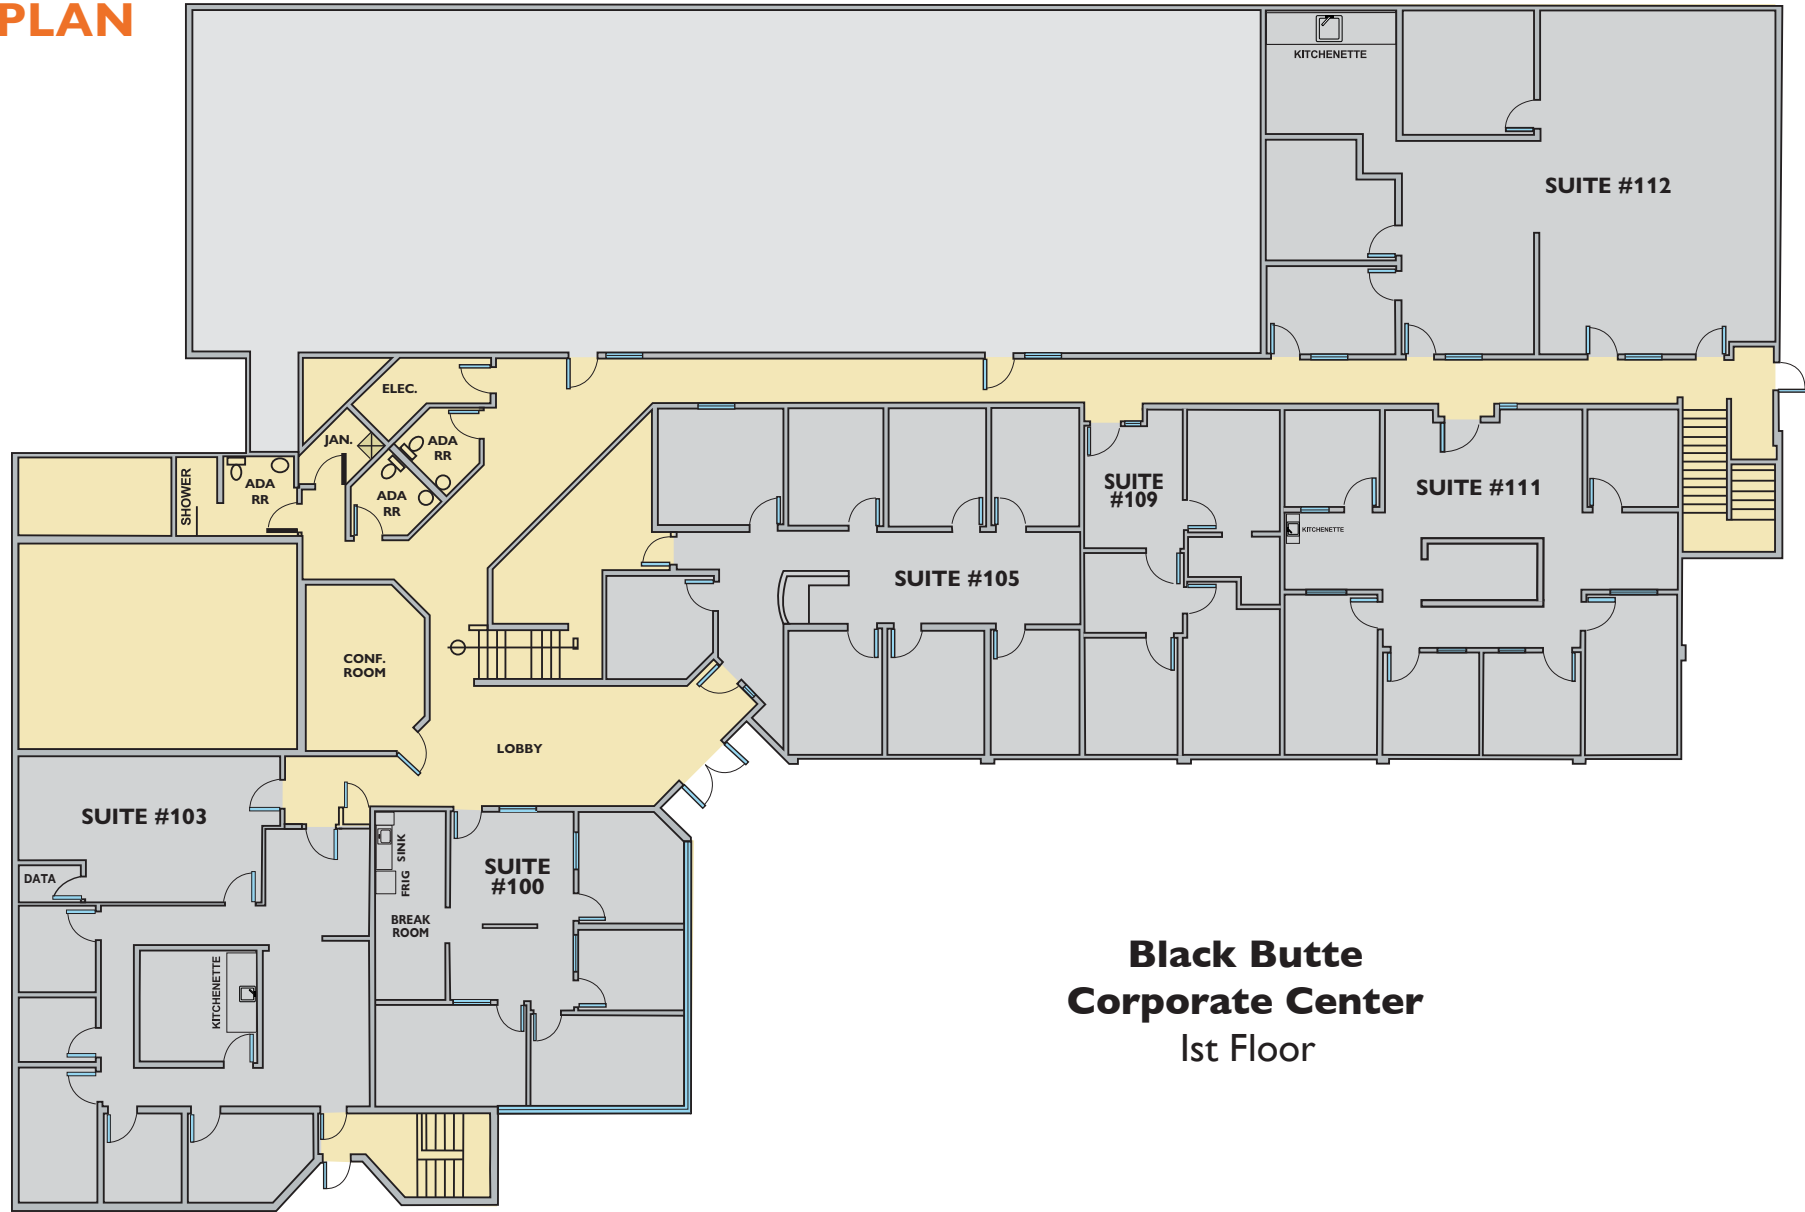 PLAN
KITCHENETTE
SUITE #112
ELEC.
JAN.
ADA
RR
ADA
RR
ADA
RR
SHOWER
SUITE
#109
SUITE #111
KITCHENETTE
SUITE #105
CONF.
ROOM
LOBBY
SUITE #103
DATA
SINK
FRIG
SUITE
#100
BREAK
ROOM
KITCHENETTE
Black Butte
Corporate Center
1st Floor